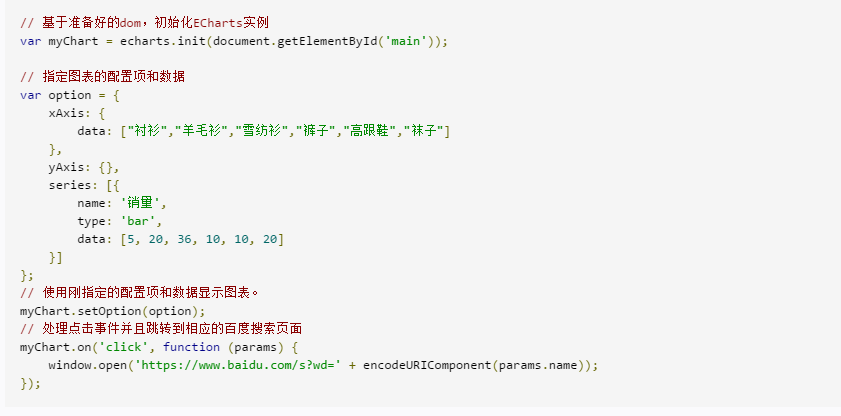 // 基于准备好的dom，初始化ECharts实例
var myChart = echarts.init(document.getElementById('main'));
// 指定图表的配置项和数据
var option = {
    xAxis: {
        data: ["衬衫","羊毛衫","雪纺衫","裤子","高跟鞋","袜子"]
    },
    yAxis: {},
    series: [{
        name: '销量',
        type: 'bar',
        data: [5, 20, 36, 10, 10, 20]
    }]
};
// 使用刚指定的配置项和数据显示图表。
myChart.setOption(option);
// 处理点击事件并且跳转到相应的百度搜索页面
myChart.on('click', function (params) {
    window.open('https://www.baidu.com/s?wd=' + encodeURIComponent(params.name));
});